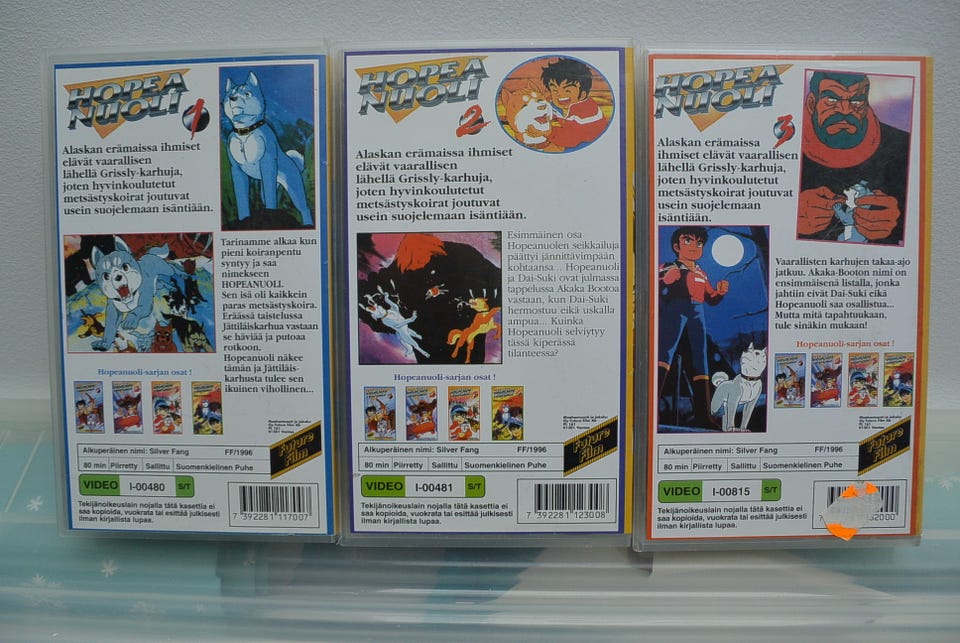 HOPEA
NUOLI 1
Alaskan erämaissa ihmiset
elävät vaarallisen
lähellä Grissly-karhuja,
joten hyvinkoulutetut
metsästyskoirat joutuvat
usein suojelemaan isäntiään.
Tarinamme alkaa kun
pieni koiranpentu
syntyy ja saa
nimekseen
HOPEANUOLI.
Sen isä oli kaikkein
paras metsästyskoira.
Eräässä taistelussa
Jättiläiskarhua vastaan
se häviää ja putoaa
rotkoon.
Hopeanuoli näkee
tämän ja Jättiläis-
karhusta tulee sen
ikuinen vihollinen...
Hopeanuoli-sarjan osat !
Alkuperäinen nimi: Silver Fang FF/1996
80 min Piirretty Sallittu Suomenkielinen Puhe
Future
Film
VIDEO I-00480 S/T
Tekijänoikeuslain nojalla tätä kasettia ei
saa kopioida, vuokrata tai esittää julkisesti
ilman kirjallista lupaa.
7 392281 117007
HOPEA
NUOLI 2
Alaskan erämaissa ihmiset
elävät vaarallisen
lähellä Grissly-karhuja,
joten hyvinkoulutetut
metsästyskoirat joutuvat
usein suojelemaan isäntiään.
Esimmäinen osa
Hopeanuolen seikkailuja
päättyi jännittävimpään
kohtaansa... Hopeanuoli
ja Dai-Suki ovat julmassa
tappelussa Akaka Bootoa
vastaan, kun Dai-Suki
hermostuu eikä uskalla
ampua... Kuinka
Hopeanuoli selviytyy
tässä kiperässä
tilanteessa?
Hopeanuoli-sarjan osat !
Alkuperäinen nimi: Silver Fang FF/1996
80 min Piirretty Sallittu Suomenkielinen Puhe
Future
Film
VIDEO I-00481 S/T
Tekijänoikeuslain nojalla tätä kasettia ei
saa kopioida, vuokrata tai esittää julkisesti
ilman kirjallista lupaa.
7 392281 123008
HOPEA
NUOLI 3
Alaskan erämaissa
ihmiset elävät vaarallisen
lähellä Grissly-karhuja,
joten hyvinkoulutetut
metsästyskoirat joutuvat
usein suojelemaan
isäntiään.
Vaarallisten karhujen takaa-ajo
jatkuu. Akaka-Booton nimi on
ensimmäisenä listalla, jonka
jahtiin eivät Dai-Suki eikä
Hopeanuoli saa osallistua...
Mutta mitä tapahtuukaan,
tule sinäkin mukaan!
Hopeanuoli-sarjan osat !
Alkuperäinen nimi: Silver Fang FF/1996
80 min Piirretty Sallittu Suomenkielinen Puhe
Future
Film
VIDEO I-00815 S/T
Tekijänoikeuslain nojalla tätä kasettia ei
saa kopioida, vuokrata tai esittää julkisesti
ilman kirjallista lupaa.